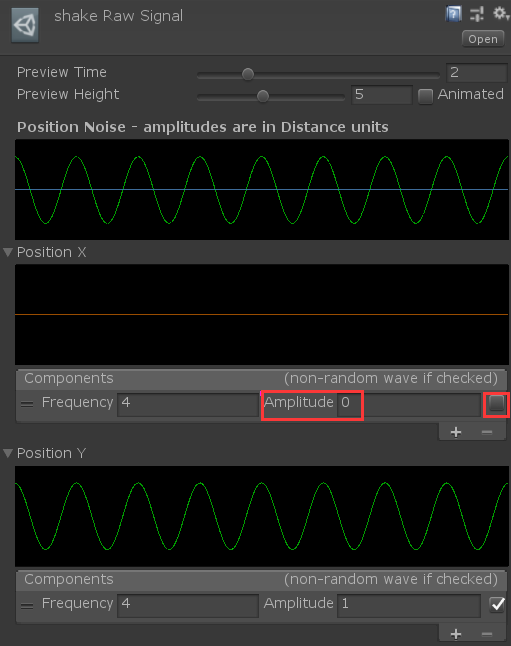 shake Raw Signal
Open
Preview Time 2
Preview Height 5 Animated
Position Noise - amplitudes are in Distance units
Position X
Components (non-random wave if checked)
Frequency 4 Amplitude 0
+ −
Position Y
Components (non-random wave if checked)
Frequency 4 Amplitude 1
+ −